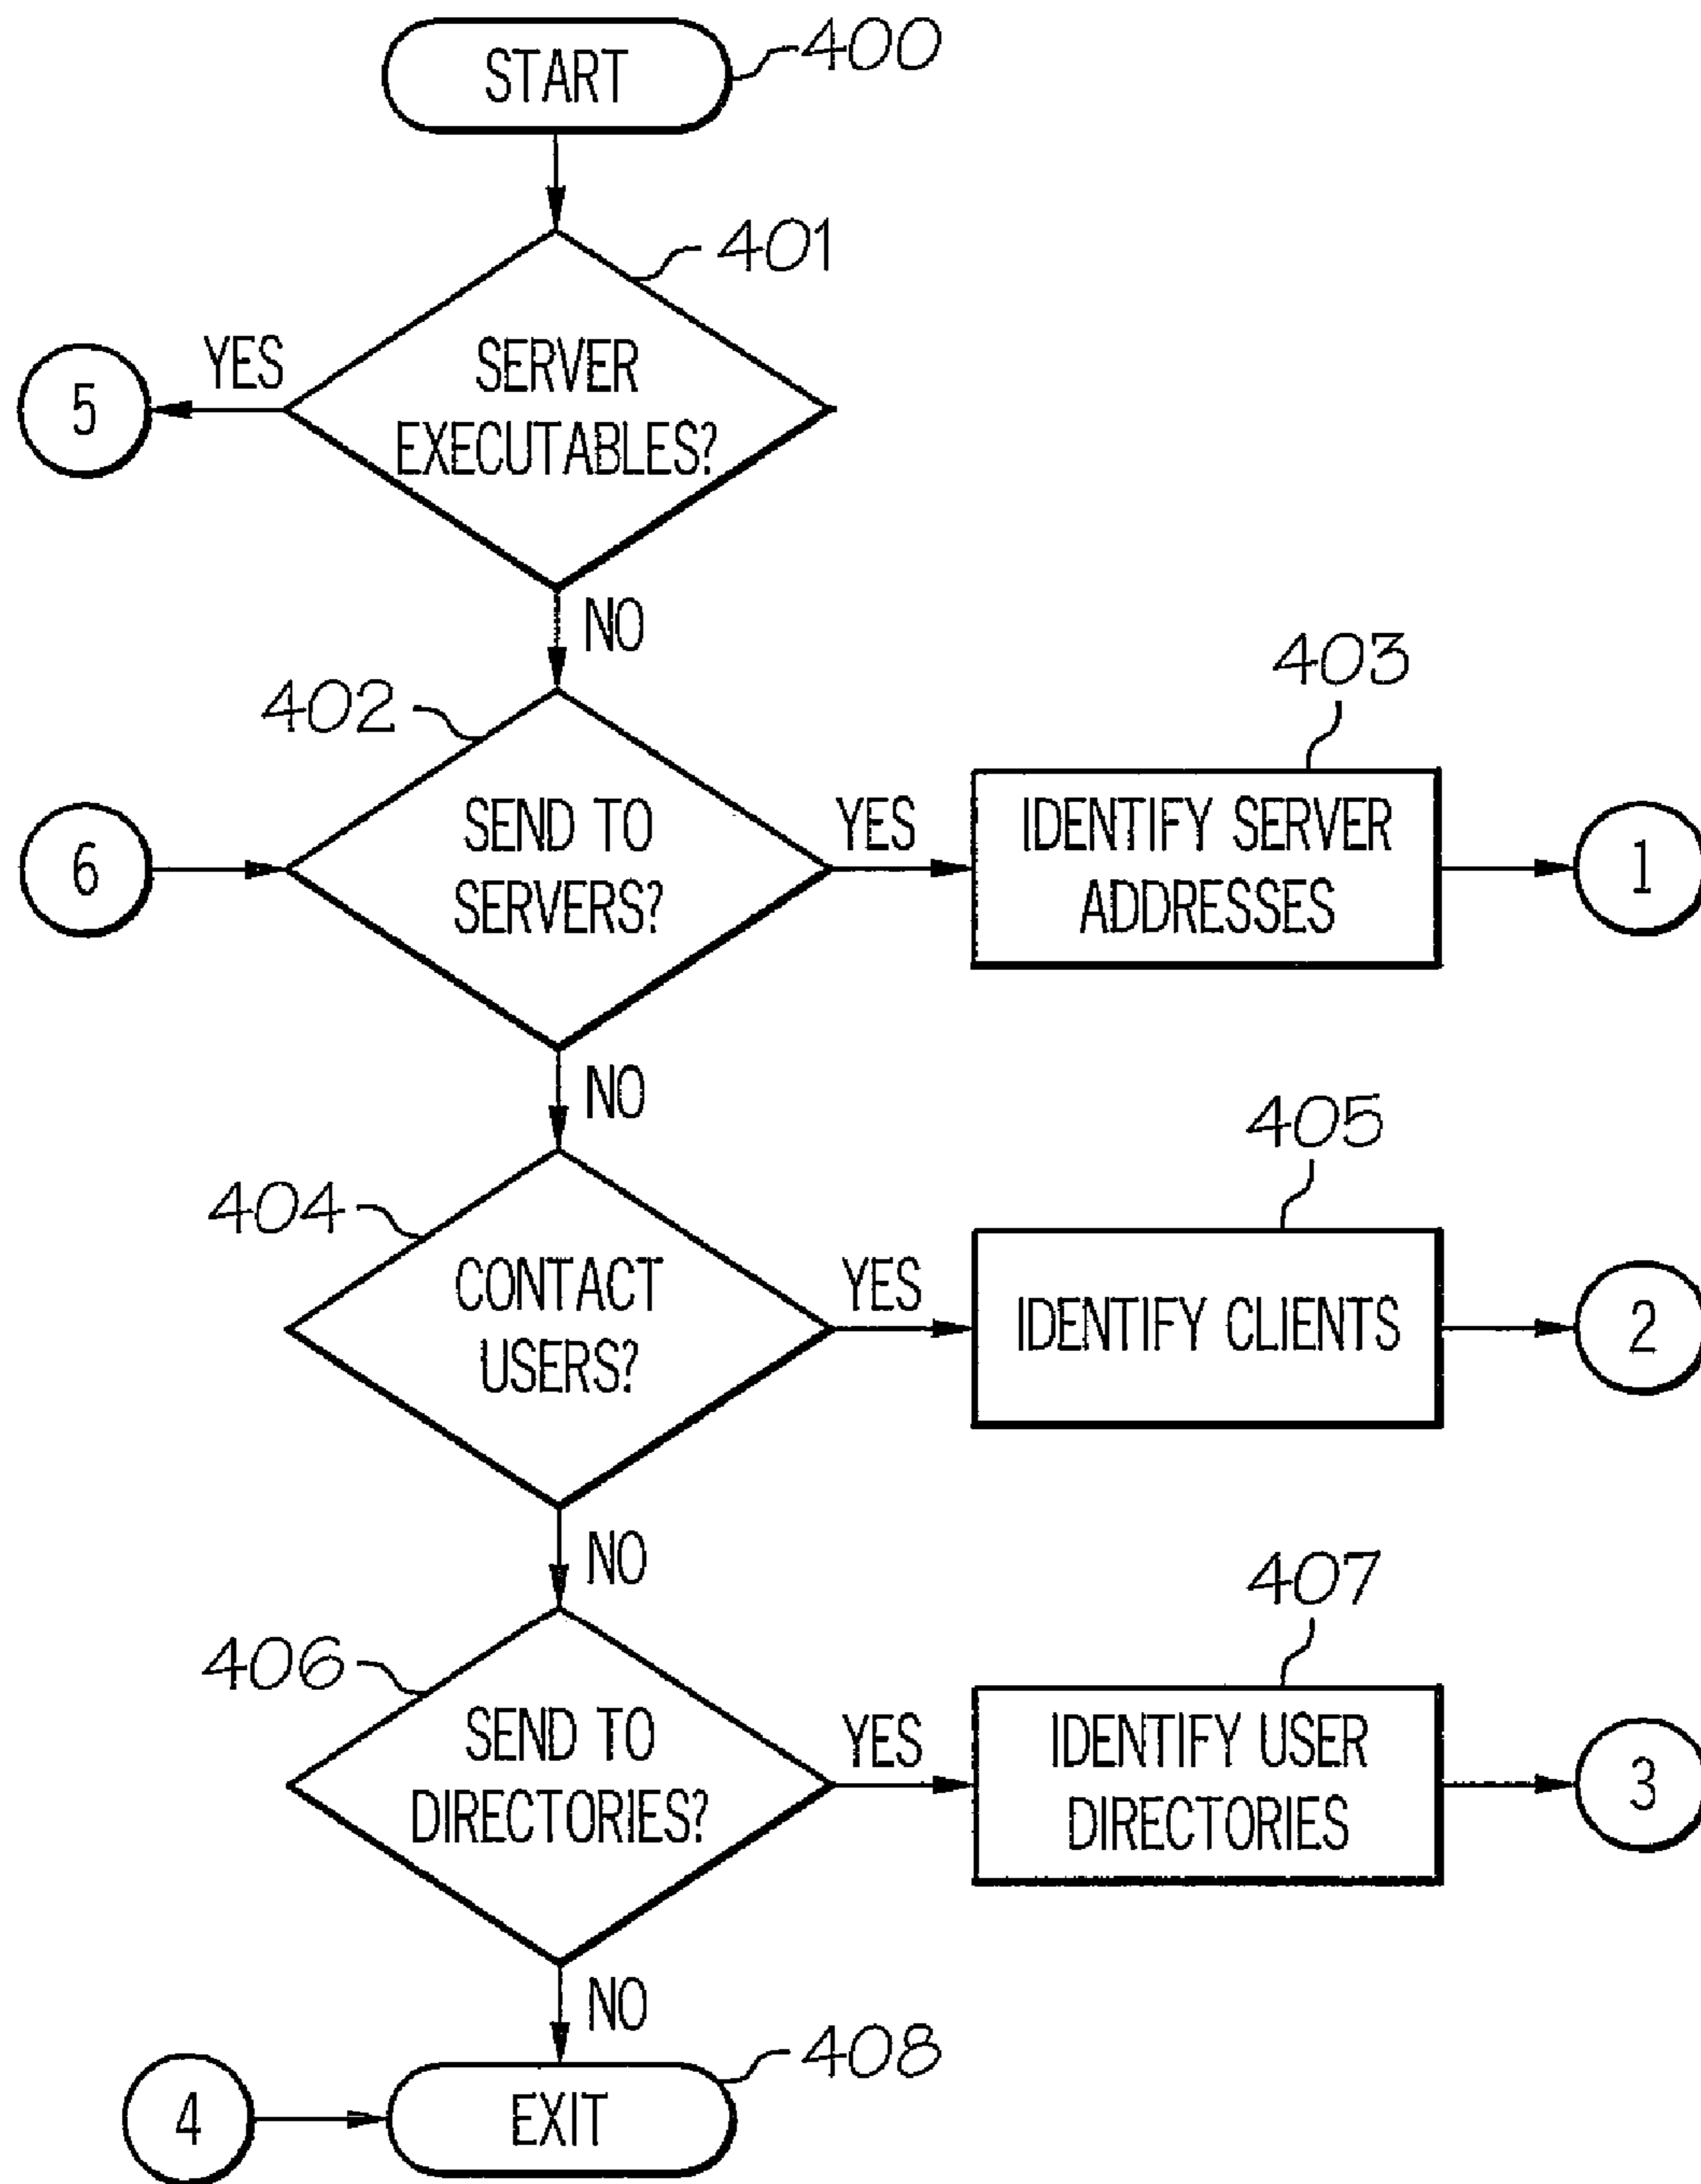 START
400
401
YES
5
SERVER
EXECUTABLES?
NO
402
403
6
SEND TO
SERVERS?
YES
IDENTIFY SERVER
ADDRESSES
1
NO
404
405
CONTACT
USERS?
YES
IDENTIFY CLIENTS
2
NO
406
407
SEND TO
DIRECTORIES?
YES
IDENTIFY USER
DIRECTORIES
3
NO
408
4
EXIT